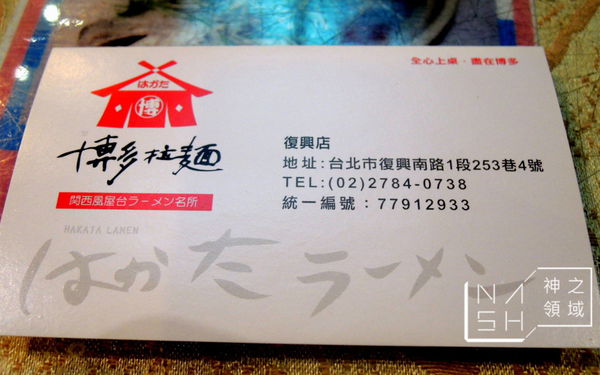 全心上桌‧盡在博多
はかた
博
博多拉麵
関西風屋台ラーメン名所
復興店
地址:台北市復興南路1段253巷4號
TEL:(02)2784-0738
統一編號：77912933
HAKATA LAMEN
はかたラーメン
NASH
神之領域